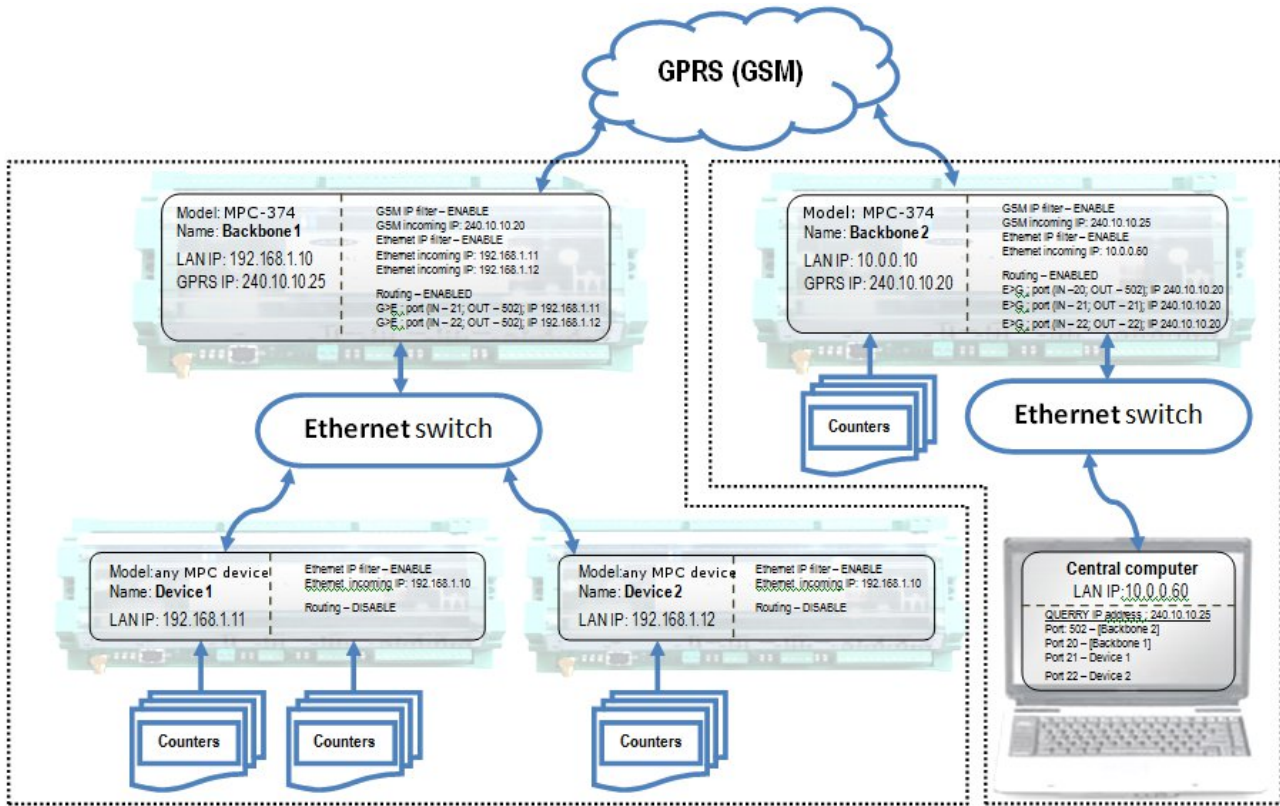 GPRS (GSM)
Model: MPC-374
Name: Backbone1
LAN IP: 192.168.1.10
GPRS IP: 240.10.10.25
GSM IP filter – ENABLE
GSM incoming IP: 240.10.10.20
Ethernet IP filter – ENABLE
Ethernet incoming IP: 192.168.1.11
Ethernet incoming IP: 192.168.1.12
Routing – ENABLED
G>E ; port (IN – 21; OUT – 502); IP 192.168.1.11
G>E ; port (IN – 22; OUT – 502); IP 192.168.1.12
Model: MPC-374
Name: Backbone2
LAN IP: 10.0.0.10
GPRS IP: 240.10.10.20
GSM IP filter – ENABLE
GSM incoming IP: 240.10.10.25
Ethernet IP filter – ENABLE
Ethernet incoming IP: 10.0.0.60
Routing – ENABLED
E>G ; port (IN –20; OUT – 502); IP 240.10.10.20
E>G ; port (IN – 21; OUT – 21); IP 240.10.10.20
E>G ; port (IN – 22; OUT – 22); IP 240.10.10.20
Ethernet switch
Counters
Ethernet switch
Model:any MPC device
Name: Device1
LAN IP: 192.168.1.11
Ethernet IP filter – ENABLE
Ethernet incoming IP: 192.168.1.10
Routing – DISABLE
Model:any MPC device
Name: Device2
LAN IP: 192.168.1.12
Ethernet IP filter – ENABLE
Ethernet incoming IP: 192.168.1.10
Routing – DISABLE
Central computer
LAN IP:10.0.0.60
QUERRY IP address : 240.10.10.25
Port: 502 – [Backbone 2]
Port 20 – [Backbone 1]
Port 21 – Device 1
Port 22 – Device 2
Counters
Counters
Counters